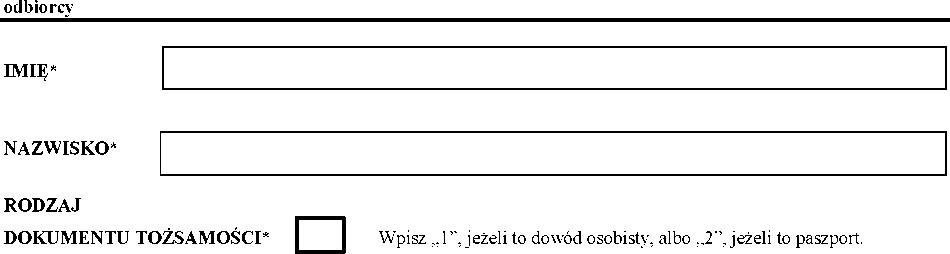 odbiorcy
IMIĘ*
NAZWISKO*
RODZAJ
DOKUMENTU TOŻSAMOŚCI* Wpisz „1”, jeżeli to dowód osobisty, albo „2”, jeżeli to paszport.